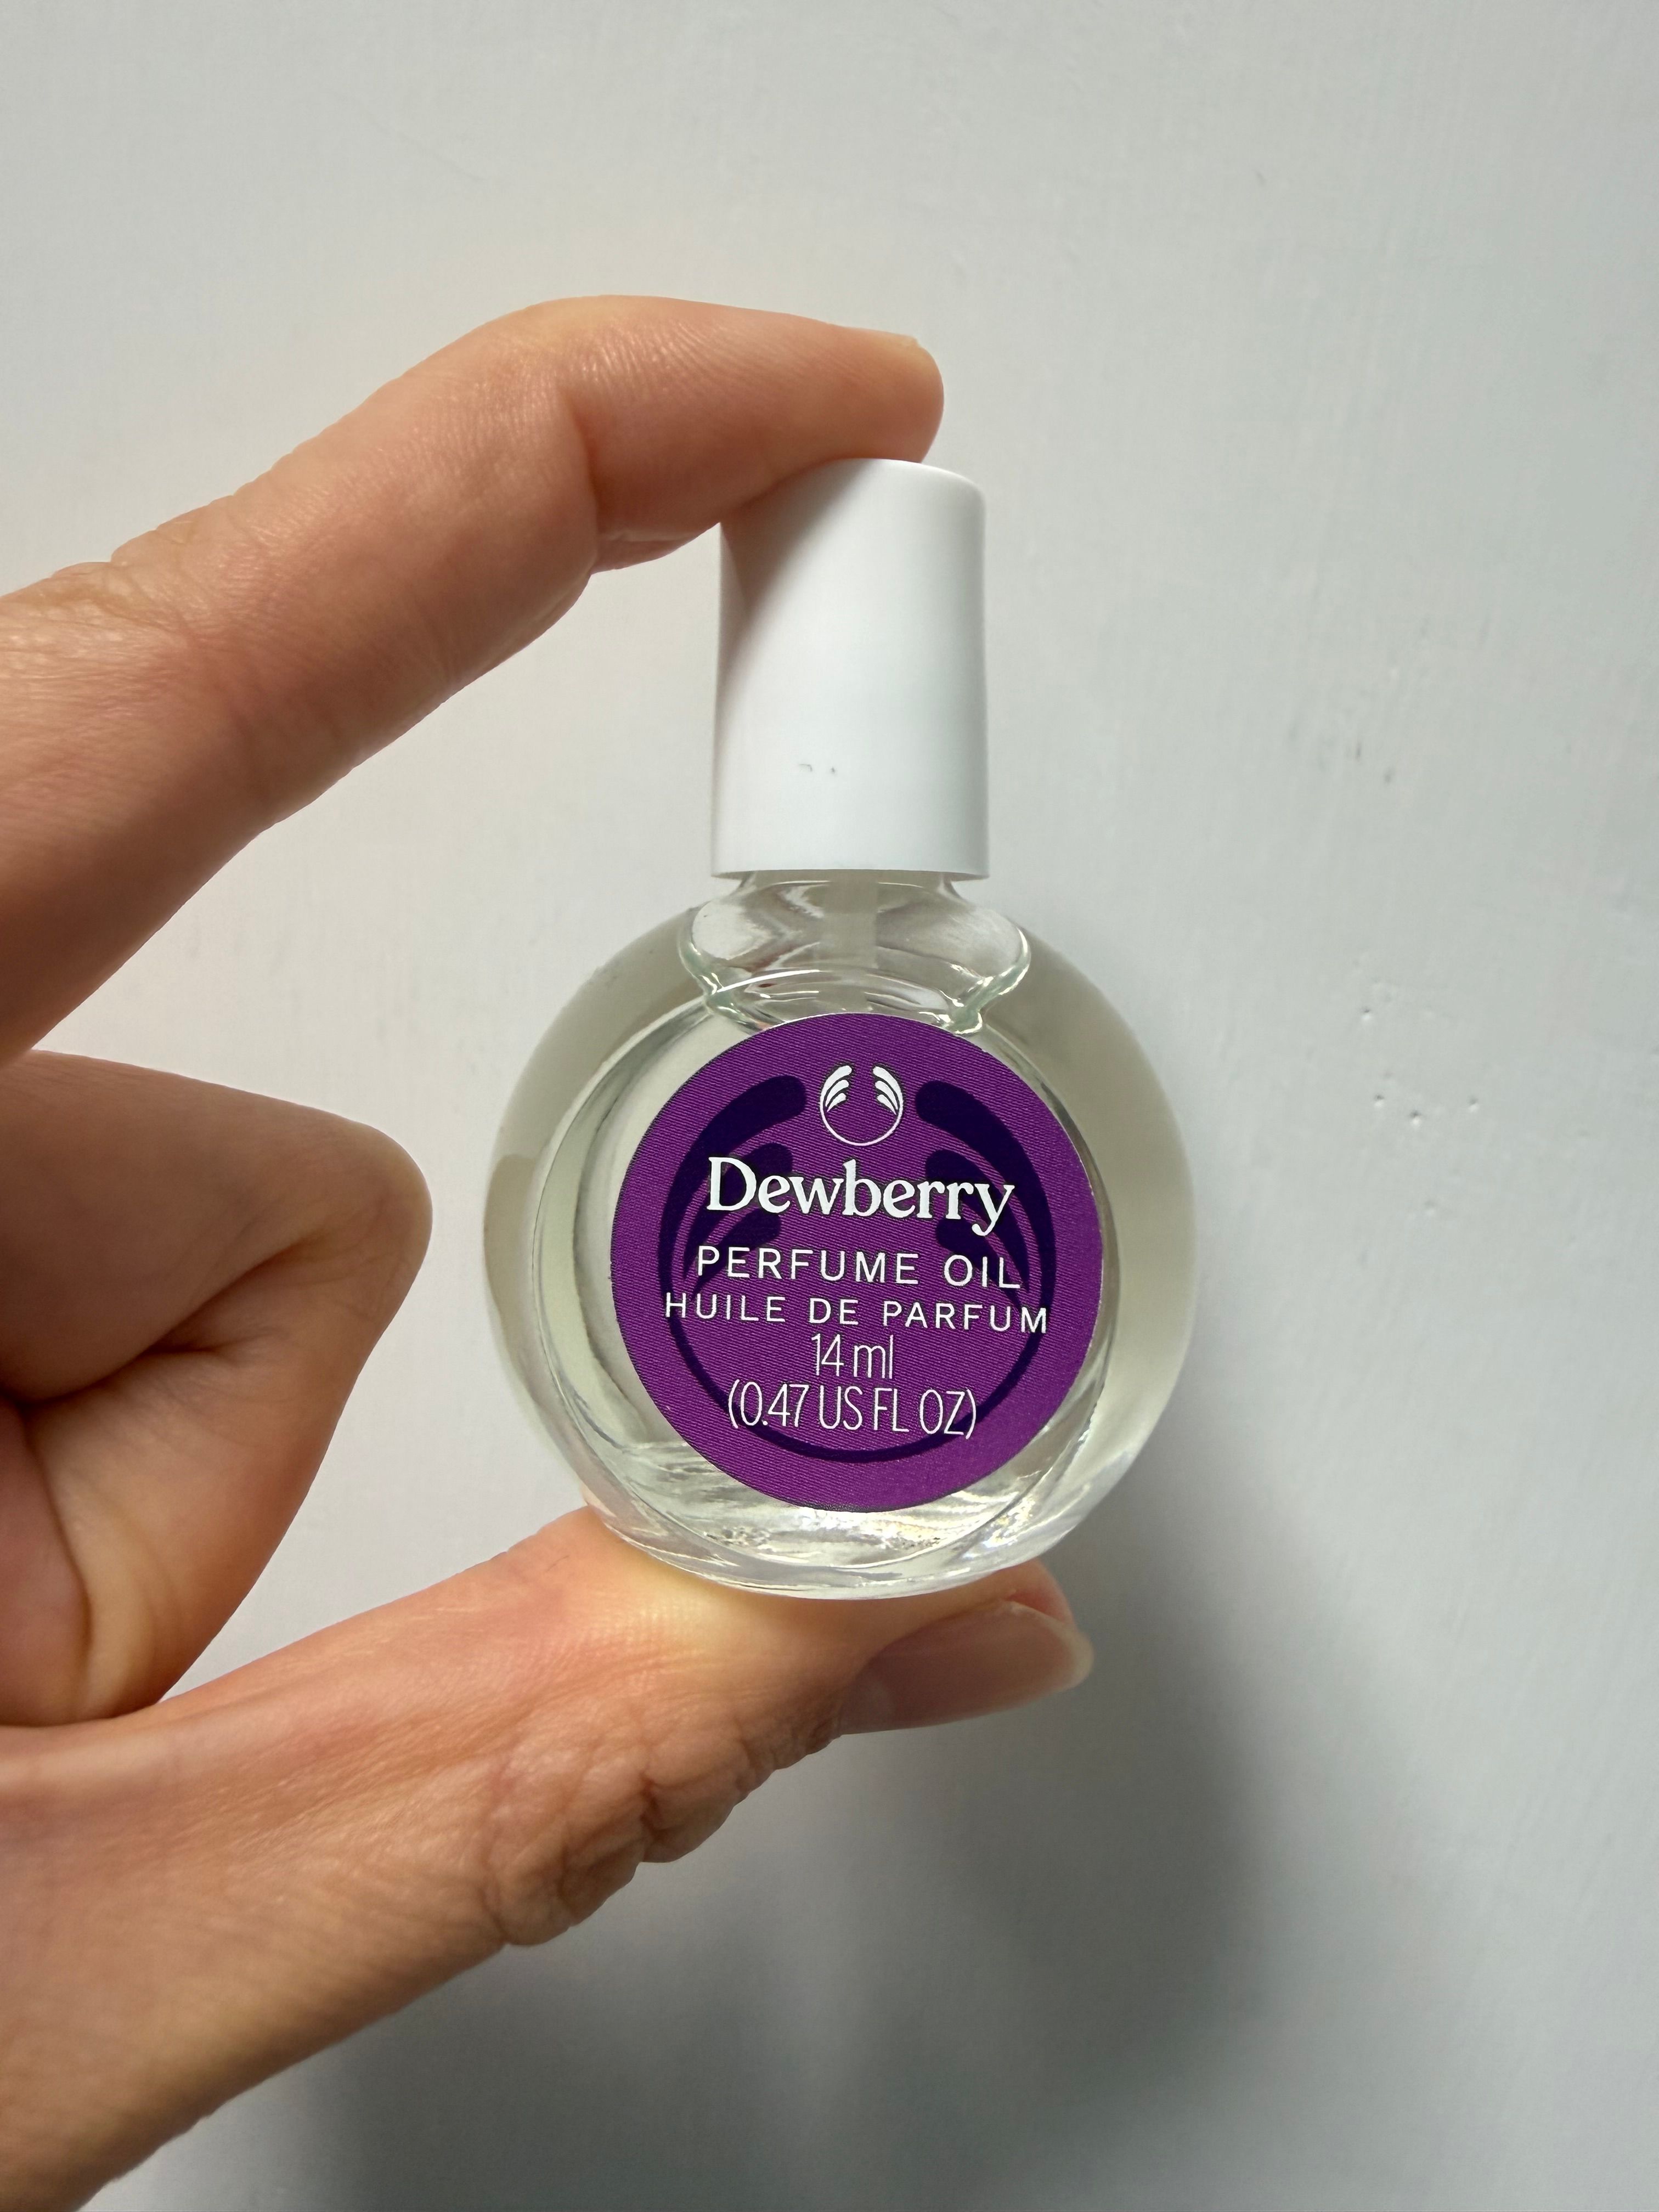 Dewberry
PERFUME OIL
HUILE DE PARFUM
14 ml
(0.47 US FL OZ)